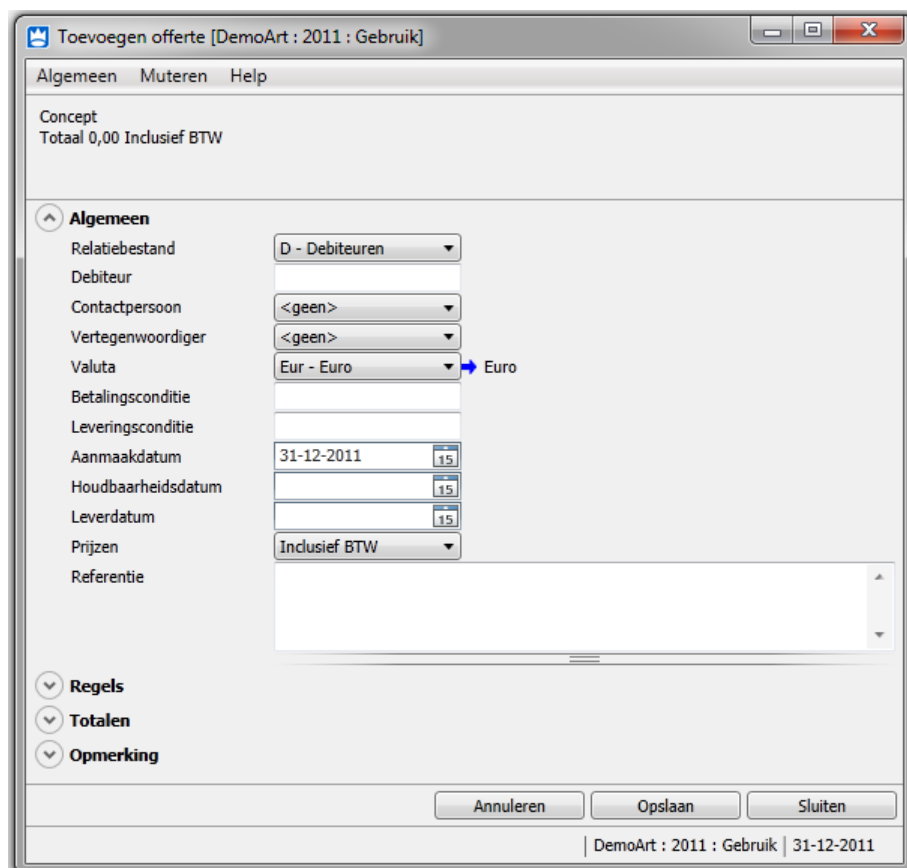 Toevoegen offerte [DemoArt : 2011 : Gebruik]
Algemeen Muteren Help
Concept
Totaal 0,00 Inclusief BTW
Algemeen
Relatiebestand D - Debiteuren
Debiteur
Contactpersoon <geen>
Vertegenwoordiger <geen>
Valuta Eur - Euro Euro
Betalingsconditie
Leveringsconditie
Aanmaakdatum 31-12-2011 15
Houdbaarheidsdatum 15
Leverdatum 15
Prijzen Inclusief BTW
Referentie
Regels
Totalen
Opmerking
Annuleren Opslaan Sluiten
DemoArt : 2011 : Gebruik 31-12-2011